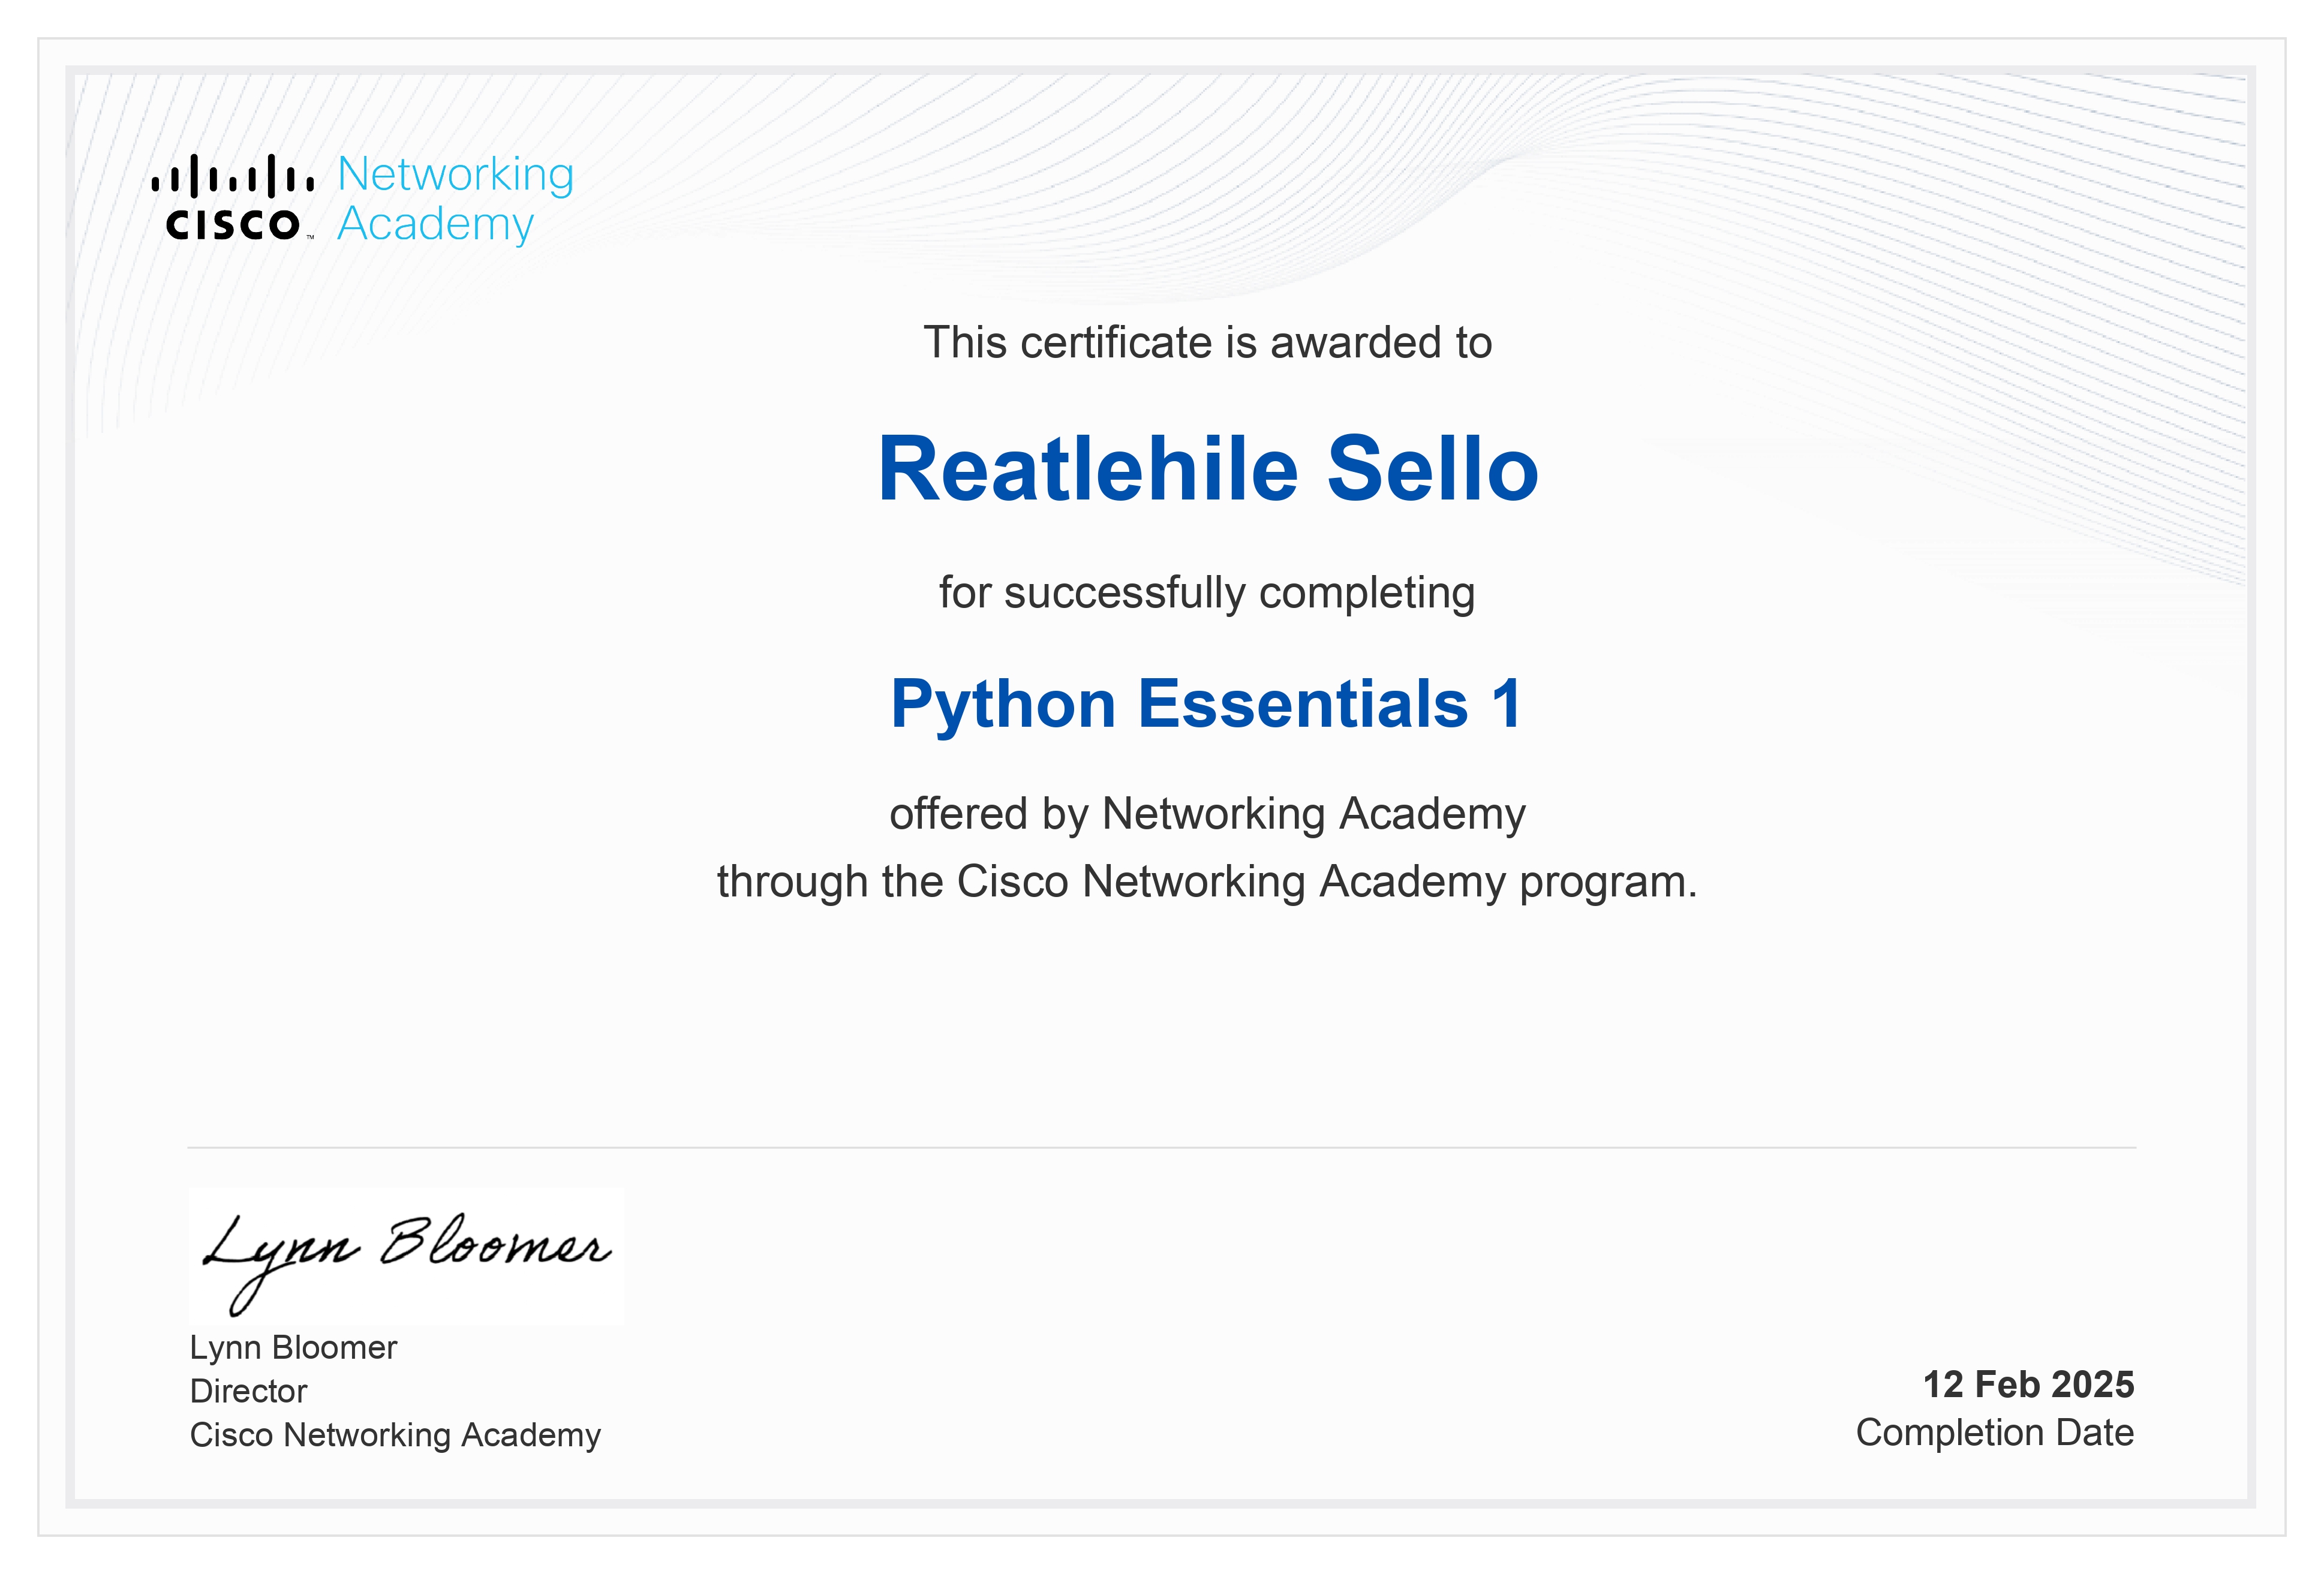 Networking
Academy
CISCO™
This certificate is awarded to
Reatlehile Sello
for successfully completing
Python Essentials 1
offered by Networking Academy
through the Cisco Networking Academy program.
Lynn Bloomer
Lynn Bloomer
Director
Cisco Networking Academy
12 Feb 2025
Completion Date